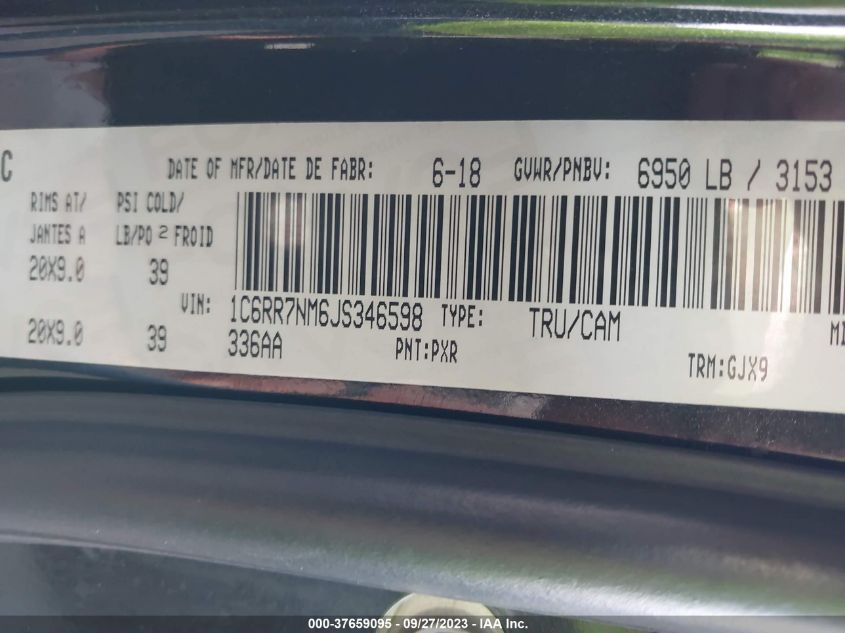 C DATE OF MFR/DATE DE FABR: 6-18 GVWR/PNBV: 6950 LB / 3153
RIMS AT/ PSI COLD/
JANTES A LB/PO 2 FROID
20X9.0 39
VIN: 1C6RR7NM6JS346598 TYPE: TRU/CAM
20X9.0 39 336AA PNT:PXR TRM:GJX9
000-37659095 - 09/27/2023 - IAA Inc.